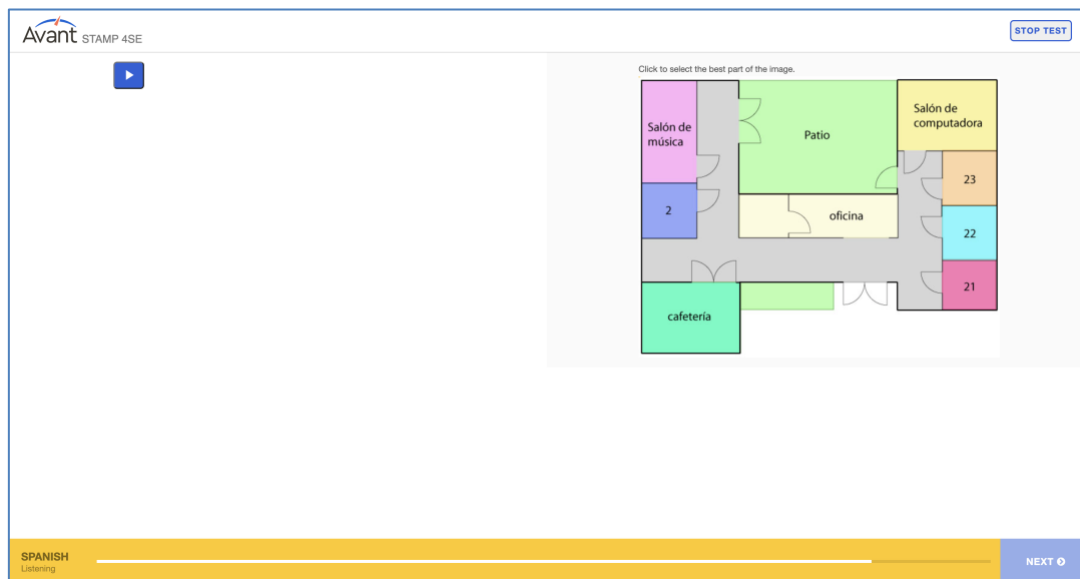 Avant STAMP 4SE
STOP TEST
Click to select the best part of the image.
Salón de
música
Patio
Salón de
computadora
23
2
oficina
22
21
cafetería
SPANISH
Listening
NEXT